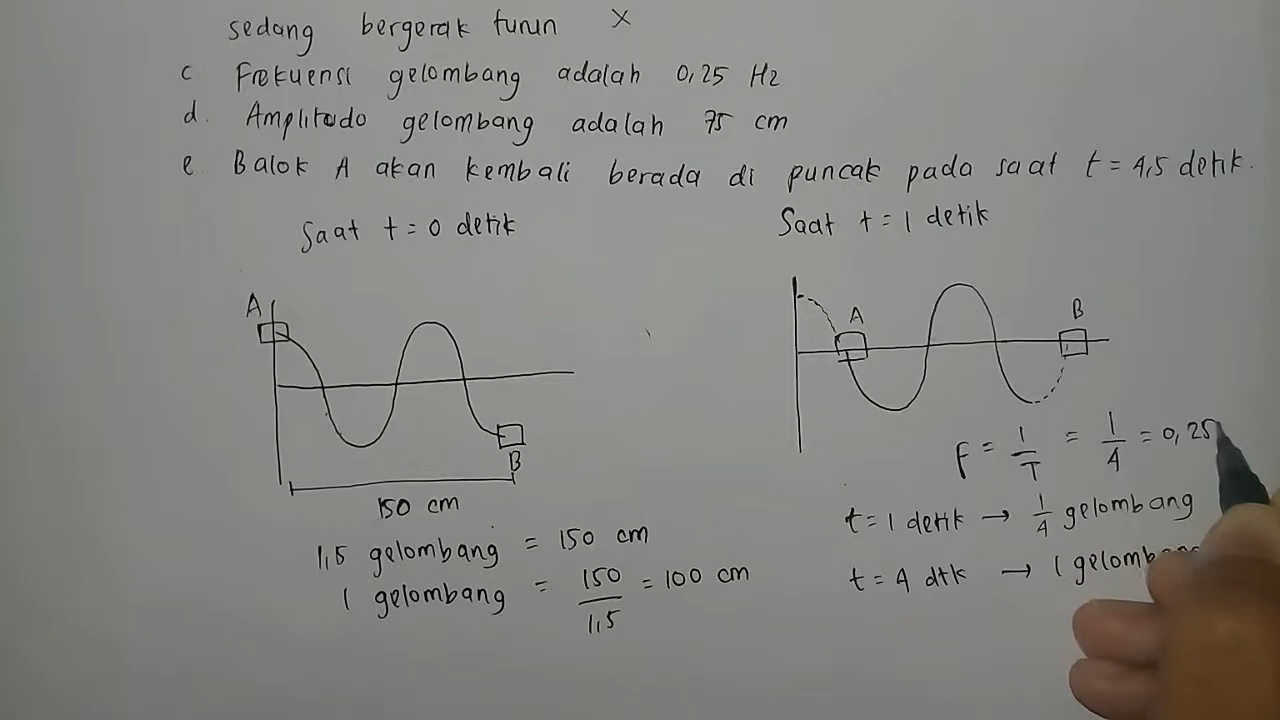 sedang bergerak turun X
c Frekuensi gelombang adalah 0,25 Hz
d. Amplitudo gelombang adalah 75 cm
e. Balok A akan kembali berada di puncak pada saat t = 4,5 detik.
Saat t = 0 detik
Saat t = 1 detik
A
B
150 cm
1,5 gelombang = 150 cm
1 gelombang = 150/1,5 = 100 cm
A
B
F = 1/T = 1/4 = 0,25
t = 1 detik → 1/4 gelombang
t = 4 dtk → 1 gelombang